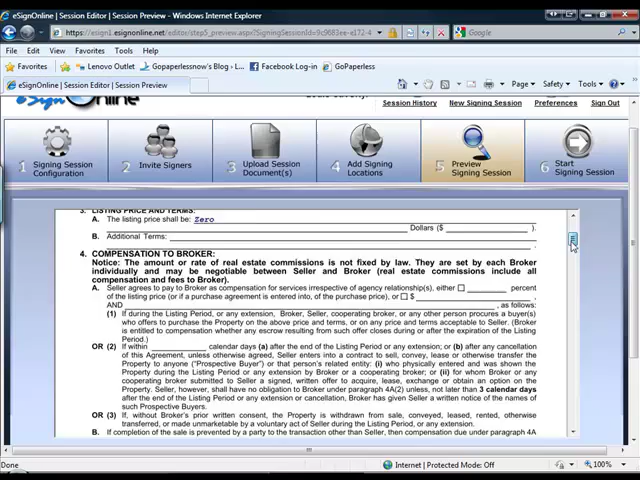 eSignOnline | Session Editor | Session Preview - Windows Internet Explorer
https://esign1.esignonline.net/editor/step5_preview.aspx?SigningSessionId=9c9683ee-e172-4
Google
File Edit View Favorites Tools Help
Favorites Lenovo Outlet Gopaperlessnow's Blog - ... Facebook Log-in GoPaperless
eSignOnline | Session Editor | Session Preview
Page Safety Tools
eSignOnline
Session History New Signing Session Preferences Sign Out
1 Signing Session Configuration
2 Invite Signers
3 Upload Session Document(s)
4 Add Signing Locations
5 Preview Signing Session
6 Start Signing Session
3. LISTING PRICE AND TERMS:
A. The listing price shall be: Zero
Dollars ($ ).
B. Additional Terms:
4. COMPENSATION TO BROKER:
Notice: The amount or rate of real estate commissions is not fixed by law. They are set by each Broker
individually and may be negotiable between Seller and Broker (real estate commissions include all
compensation and fees to Broker).
A. Seller agrees to pay to Broker as compensation for services irrespective of agency relationship(s), either percent
of the listing price (or if a purchase agreement is entered into, of the purchase price), or $
AND , as follows:
(1) If during the Listing Period, or any extension, Broker, Seller, cooperating broker, or any other person procures a buyer(s)
who offers to purchase the Property on the above price and terms, or on any price and terms acceptable to Seller. (Broker
is entitled to compensation whether any escrow resulting from such offer closes during or after the expiration of the Listing
Period.)
OR (2) If within calendar days (a) after the end of the Listing Period or any extension; or (b) after any cancellation
of this Agreement, unless otherwise agreed, Seller enters into a contract to sell, convey, lease or otherwise transfer the
Property to anyone ("Prospective Buyer") or that person's related entity: (i) who physically entered and was shown the
Property during the Listing Period or any extension by Broker or a cooperating broker; or (ii) for whom Broker or any
cooperating broker submitted to Seller a signed, written offer to acquire, lease, exchange or obtain an option on the
Property. Seller, however, shall have no obligation to Broker under paragraph 4A(2) unless, not later than 3 calendar days
after the end of the Listing Period or any extension or cancellation, Broker has given Seller a written notice of the names of
such Prospective Buyers.
OR (3) If, without Broker's prior written consent, the Property is withdrawn from sale, conveyed, leased, rented, otherwise
transferred, or made unmarketable by a voluntary act of Seller during the Listing Period, or any extension.
B. If completion of the sale is prevented by a party to the transaction other than Seller, then compensation due under paragraph 4A
Done
Internet | Protected Mode: Off
100%